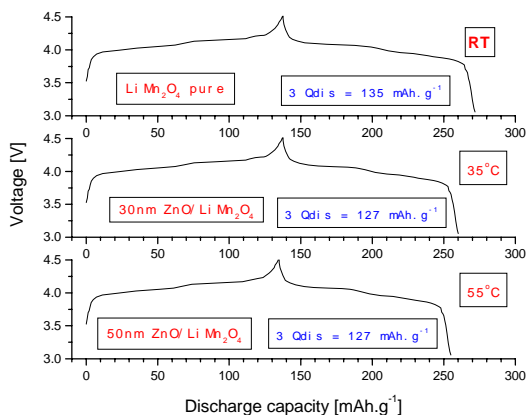 Voltage [V]
4.5
4.0
3.5
3.0
RT
Li Mn₂O₄ pure
3 Qdis = 135 mAh.g⁻¹
0 50 100 150 200 250 300
4.5
4.0
3.5
3.0
35°C
30nm ZnO/Li Mn₂O₄
3 Qdis = 127 mAh.g⁻¹
0 50 100 150 200 250 300
4.5
4.0
3.5
3.0
55°C
50nm ZnO/Li Mn₂O₄
3 Qdis = 127 mAh.g⁻¹
0 50 100 150 200 250 300
Discharge capacity [mAh.g⁻¹]